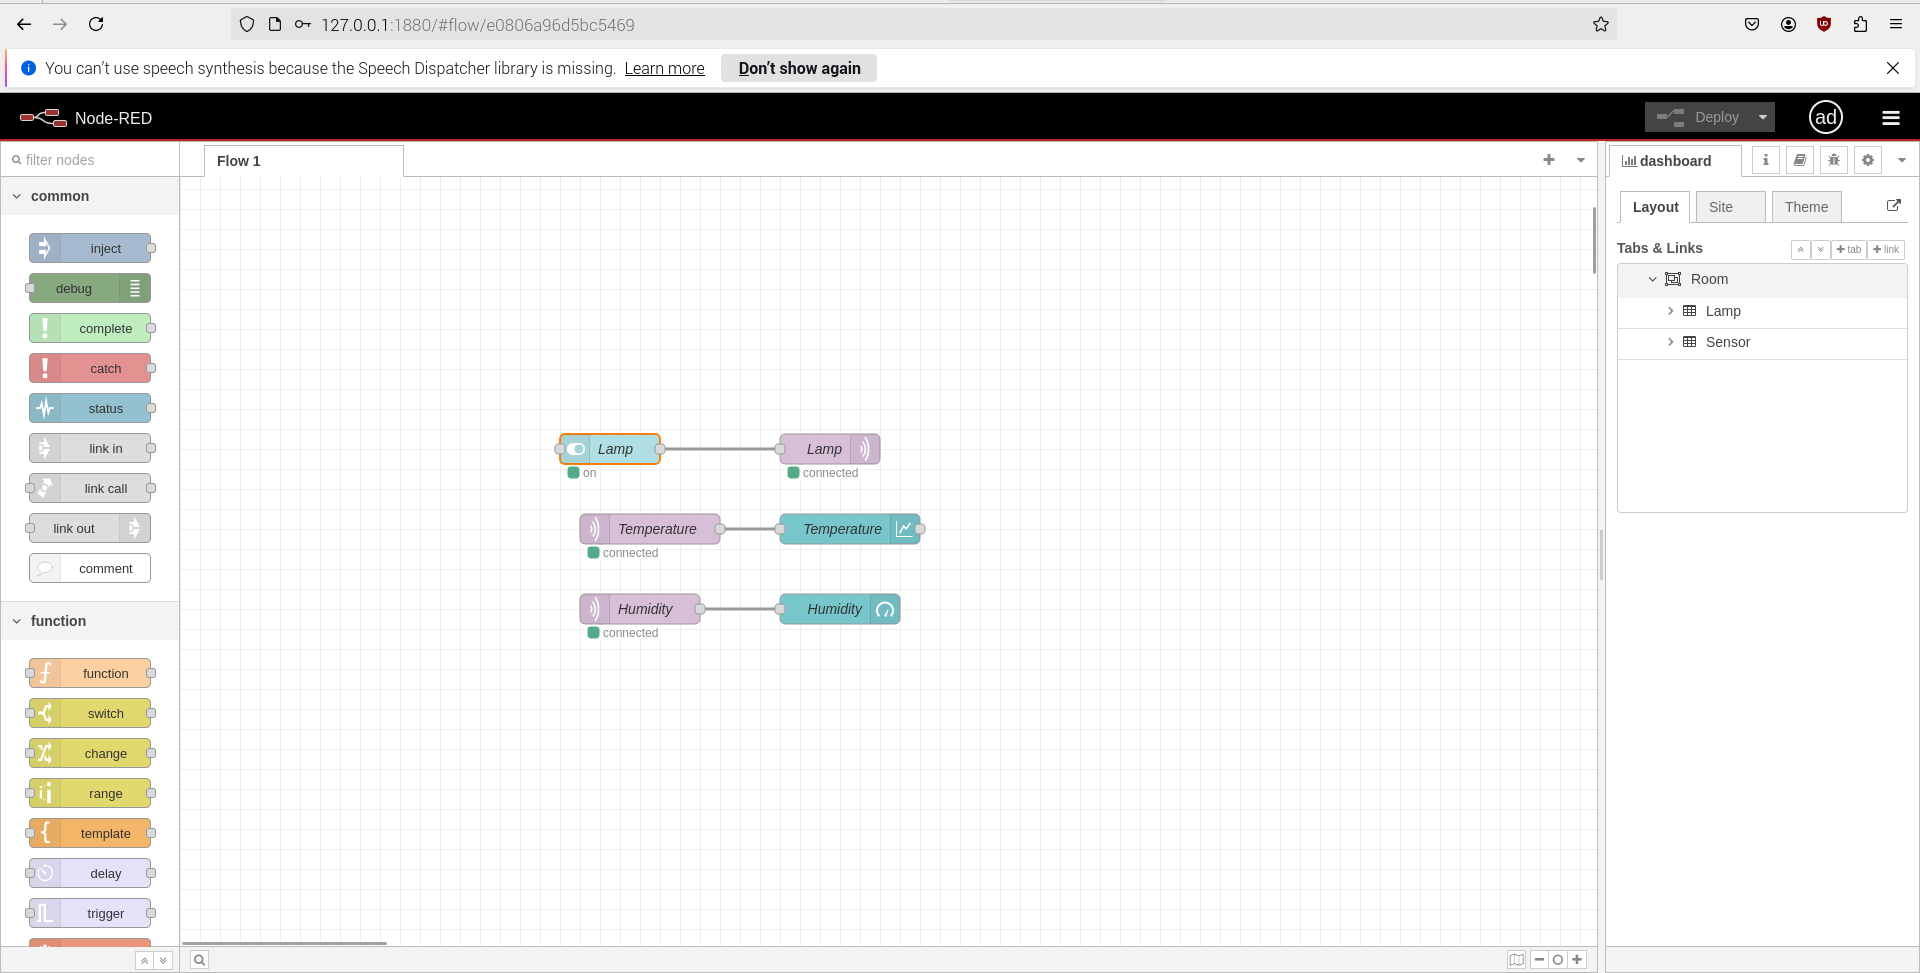 127.0.0.1:1880/#flow/e0806a96d5bc5469
You can’t use speech synthesis because the Speech Dispatcher library is missing. Learn more Don’t show again
Node-RED Deploy ad
filter nodes
Flow 1
dashboard
common
inject
debug
complete
catch
status
link in
link call
link out
comment
function
function
switch
change
range
template
delay
trigger
Lamp Lamp
on connected
Temperature Temperature
connected
Humidity Humidity
connected
Layout Site Theme
Tabs & Links tab link
Room
Lamp
Sensor